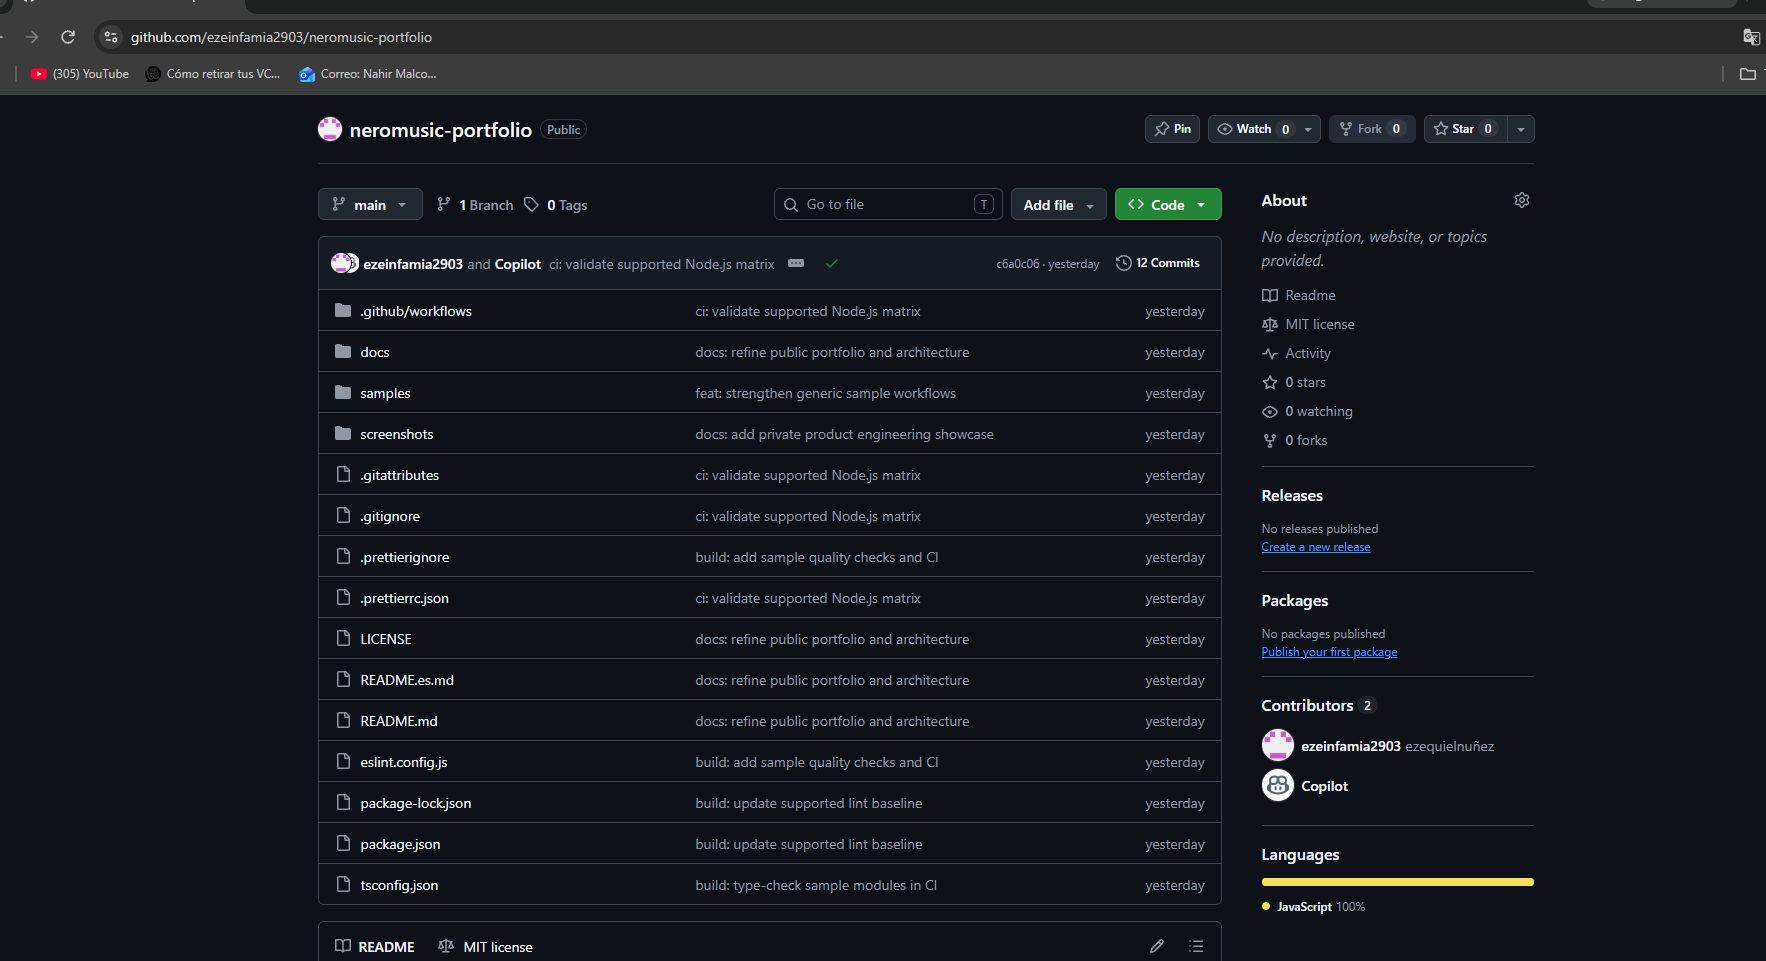 github.com/ezeinfamia2903/neromusic-portfolio
(305) YouTube
Cómo retirar tus VC...
Correo: Nahir Malco...
neromusic-portfolio Public
Pin
Watch 0
Fork 0
Star 0
main
1 Branch
0 Tags
Go to file T
Add file
Code
ezeinfamia2903 and Copilot ci: validate supported Node.js matrix
c6a0c06 · yesterday
12 Commits
.github/workflows ci: validate supported Node.js matrix yesterday
docs docs: refine public portfolio and architecture yesterday
samples feat: strengthen generic sample workflows yesterday
screenshots docs: add private product engineering showcase yesterday
.gitattributes ci: validate supported Node.js matrix yesterday
.gitignore ci: validate supported Node.js matrix yesterday
.prettierignore build: add sample quality checks and CI yesterday
.prettierrc.json ci: validate supported Node.js matrix yesterday
LICENSE docs: refine public portfolio and architecture yesterday
README.es.md docs: refine public portfolio and architecture yesterday
README.md docs: refine public portfolio and architecture yesterday
eslint.config.js build: add sample quality checks and CI yesterday
package-lock.json build: update supported lint baseline yesterday
package.json build: update supported lint baseline yesterday
tsconfig.json build: type-check sample modules in CI yesterday
README
MIT license
About
No description, website, or topics
provided.
Readme
MIT license
Activity
0 stars
0 watching
0 forks
Releases
No releases published
Create a new release
Packages
No packages published
Publish your first package
Contributors 2
ezeinfamia2903 ezequielnuñez
Copilot
Languages
JavaScript 100%